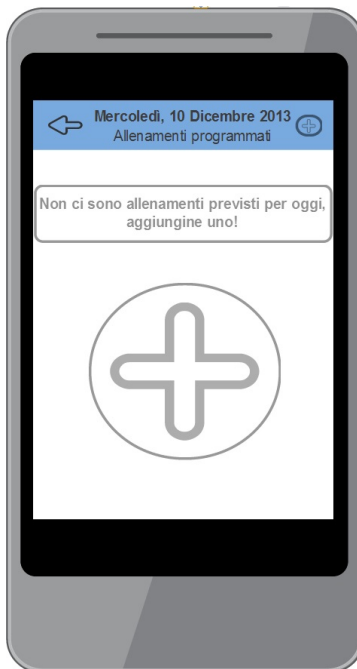 Mercoledì, 10 Dicembre 2013
Allenamenti programmati
Non ci sono allenamenti previsti per oggi,
aggiungine uno!